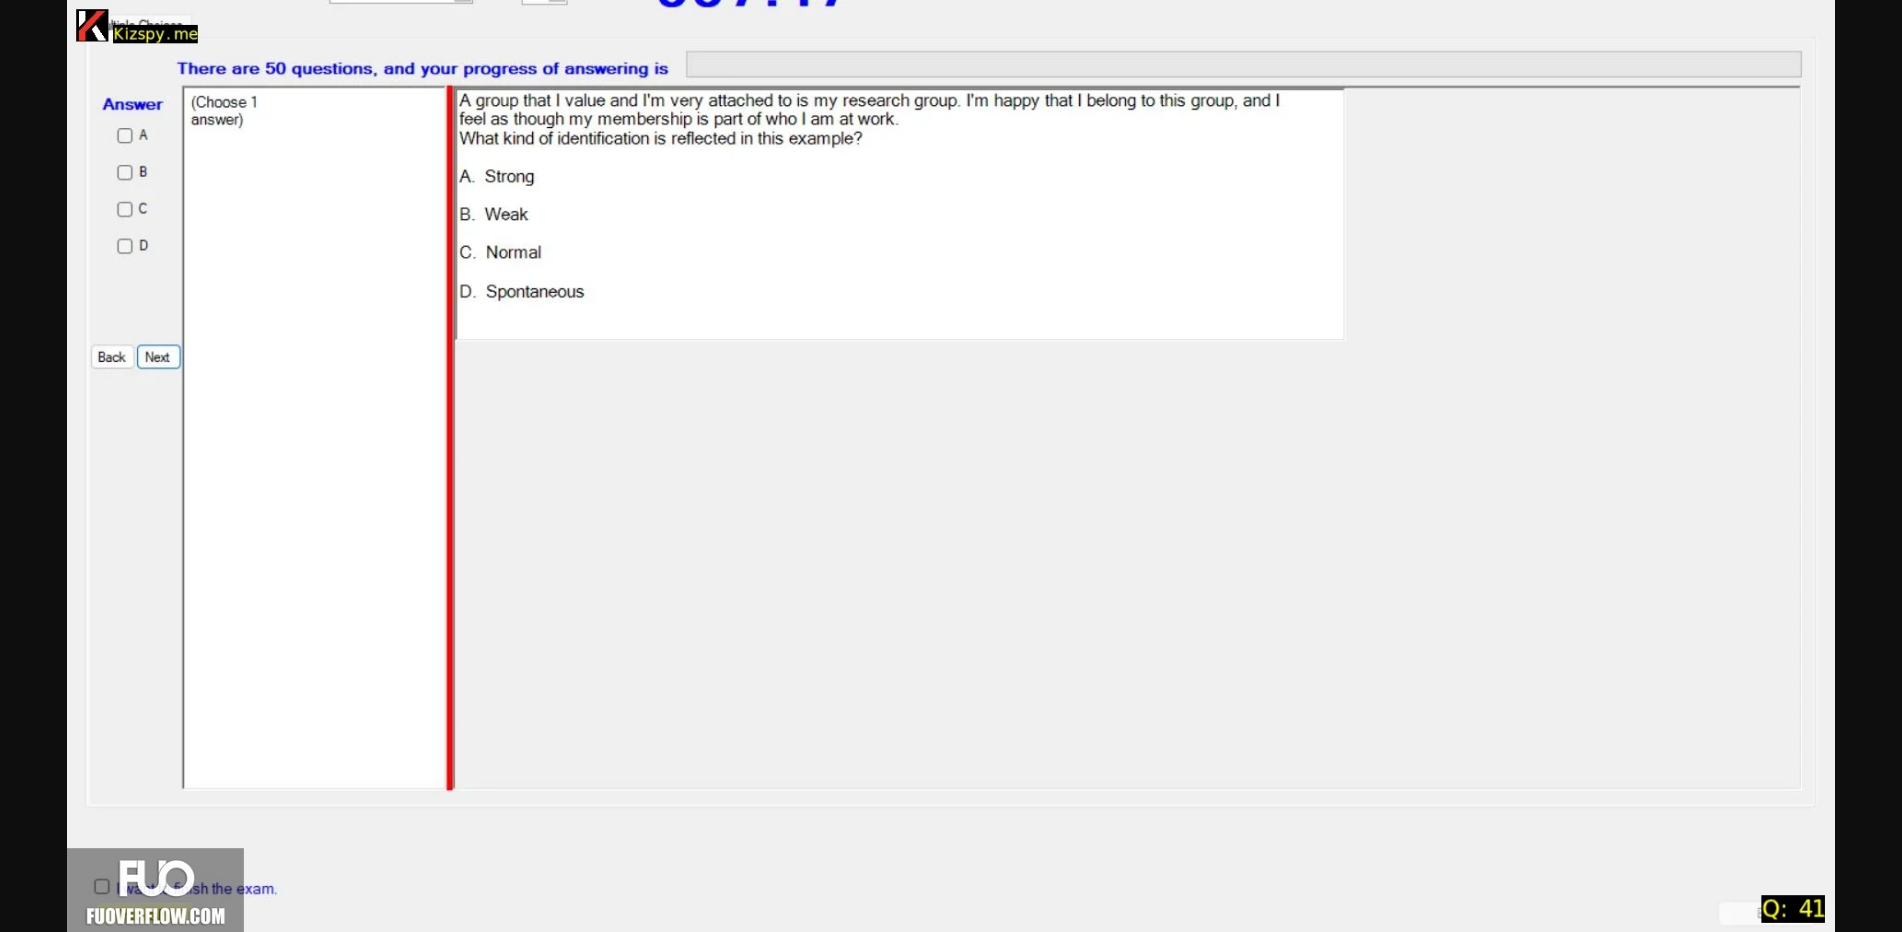 Kizspy.me
There are 50 questions, and your progress of answering is
Answer
(Choose 1
answer)
A
B
C
D
Back
Next
A group that I value and I'm very attached to is my research group. I'm happy that I belong to this group, and I
feel as though my membership is part of who I am at work.
What kind of identification is reflected in this example?
A. Strong
B. Weak
C. Normal
D. Spontaneous
FUO
the exam.
FUOVERFLOW.COM
Q: 41